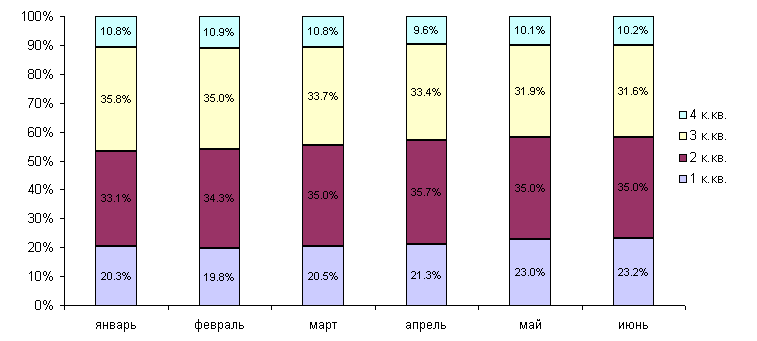 100%
90%
80%
70%
60%
50%
40%
30%
20%
10%
0%
10.8% 10.9% 10.8% 9.6% 10.1% 10.2%
35.8% 35.0% 33.7% 33.4% 31.9% 31.6%
33.1% 34.3% 35.0% 35.7% 35.0% 35.0%
20.3% 19.8% 20.5% 21.3% 23.0% 23.2%
январь февраль март апрель май июнь
4 к.кв.
3 к.кв.
2 к.кв.
1 к.кв.